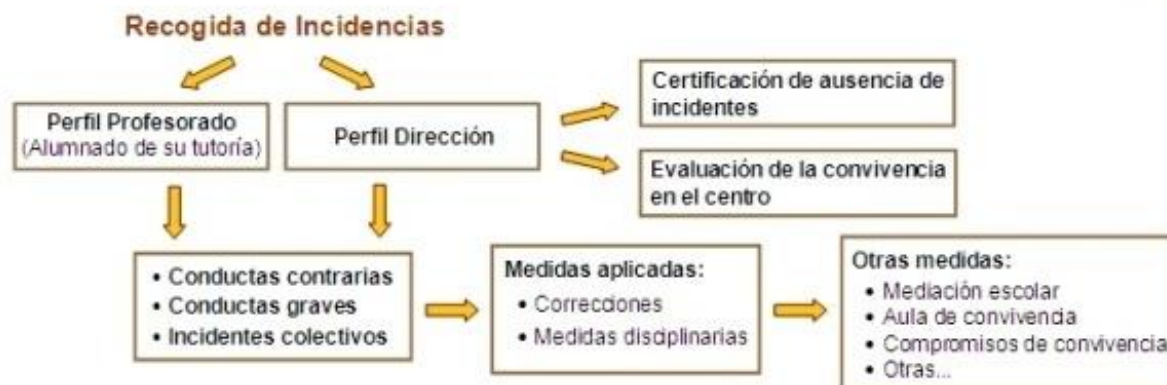 Recogida de Incidencias
Perfil Profesorado
(Alumnado de su tutoría)
Perfil Dirección
Certificación de ausencia de
incidentes
Evaluación de la convivencia
en el centro
• Conductas contrarias
• Conductas graves
• Incidentes colectivos
Medidas aplicadas:
• Correcciones
• Medidas disciplinarias
Otras medidas:
• Mediación escolar
• Aula de convivencia
• Compromisos de convivencia
• Otras...